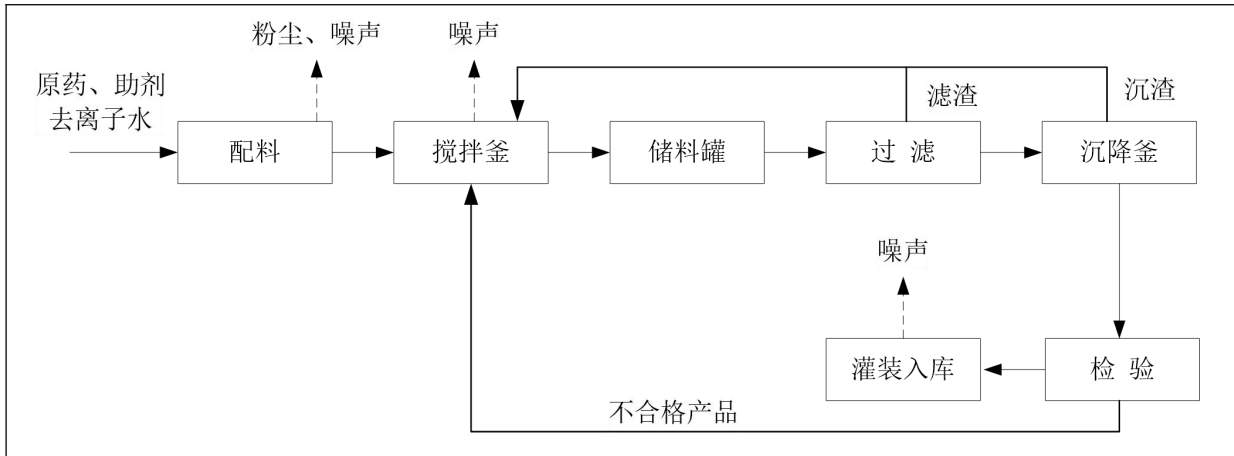 粉尘、噪声
噪声
原药、助剂
去离子水
滤渣
沉渣
配料
搅拌釜
储料罐
过 滤
沉降釜
噪声
灌装入库
检 验
不合格产品